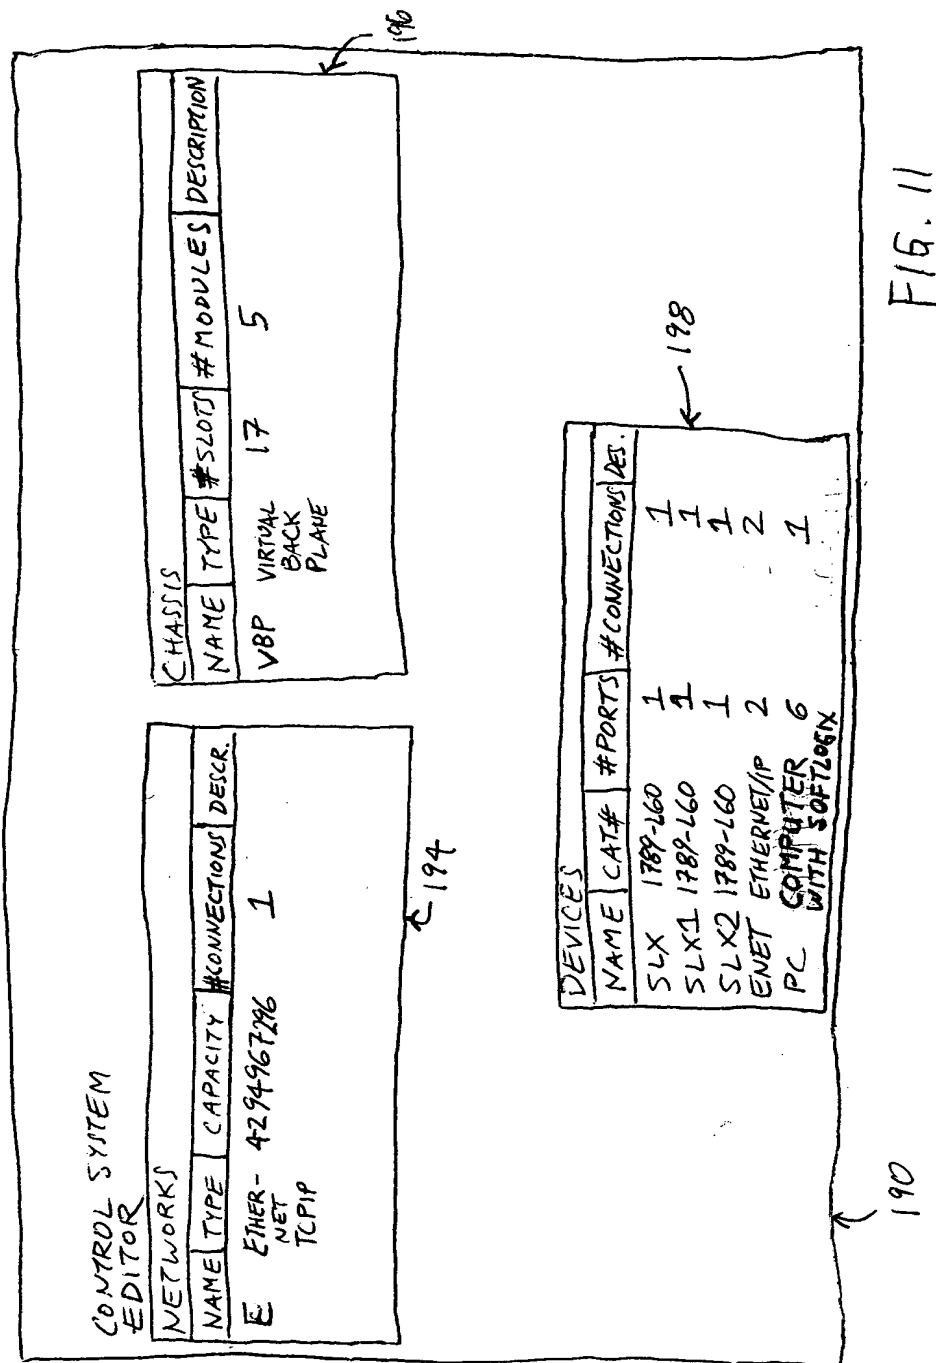 CONTROL SYSTEM
EDITOR
NETWORKS
NAME TYPE CAPACITY #CONNECTIONS DESCR.
E ETHER- 4294967296 1
NET
TCPIP
194
CHASSIS
NAME TYPE #SLOTS #MODULES DESCRIPTION
VBP VIRTUAL 17 5
BACK
PLANE
196
DEVICES
NAME CAT# #PORTS #CONNECTIONS DES.
SLX 1789-L60 1 1
SLX1 1789-L60 1 1
SLX2 1789-L60 1 1
ENET ETHERNET/IP 2 2
PC COMPUTER 6 1
WITH SOFTLOGIX
198
190
FIG. 11